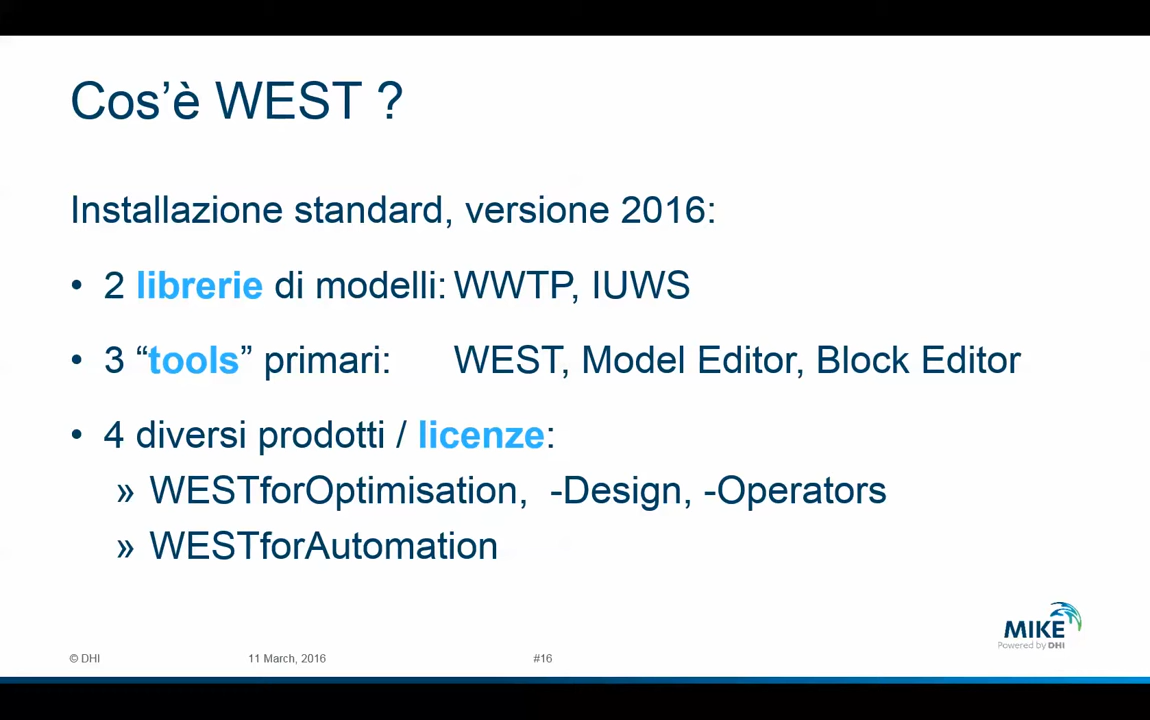 Cos’è WEST ?
Installazione standard, versione 2016:
• 2 librerie di modelli: WWTP, IUWS
• 3 “tools” primari: WEST, Model Editor, Block Editor
• 4 diversi prodotti / licenze:
» WESTforOptimisation, -Design, -Operators
» WESTforAutomation
MIKE
Powered by DHI
© DHI 11 March, 2016 #16